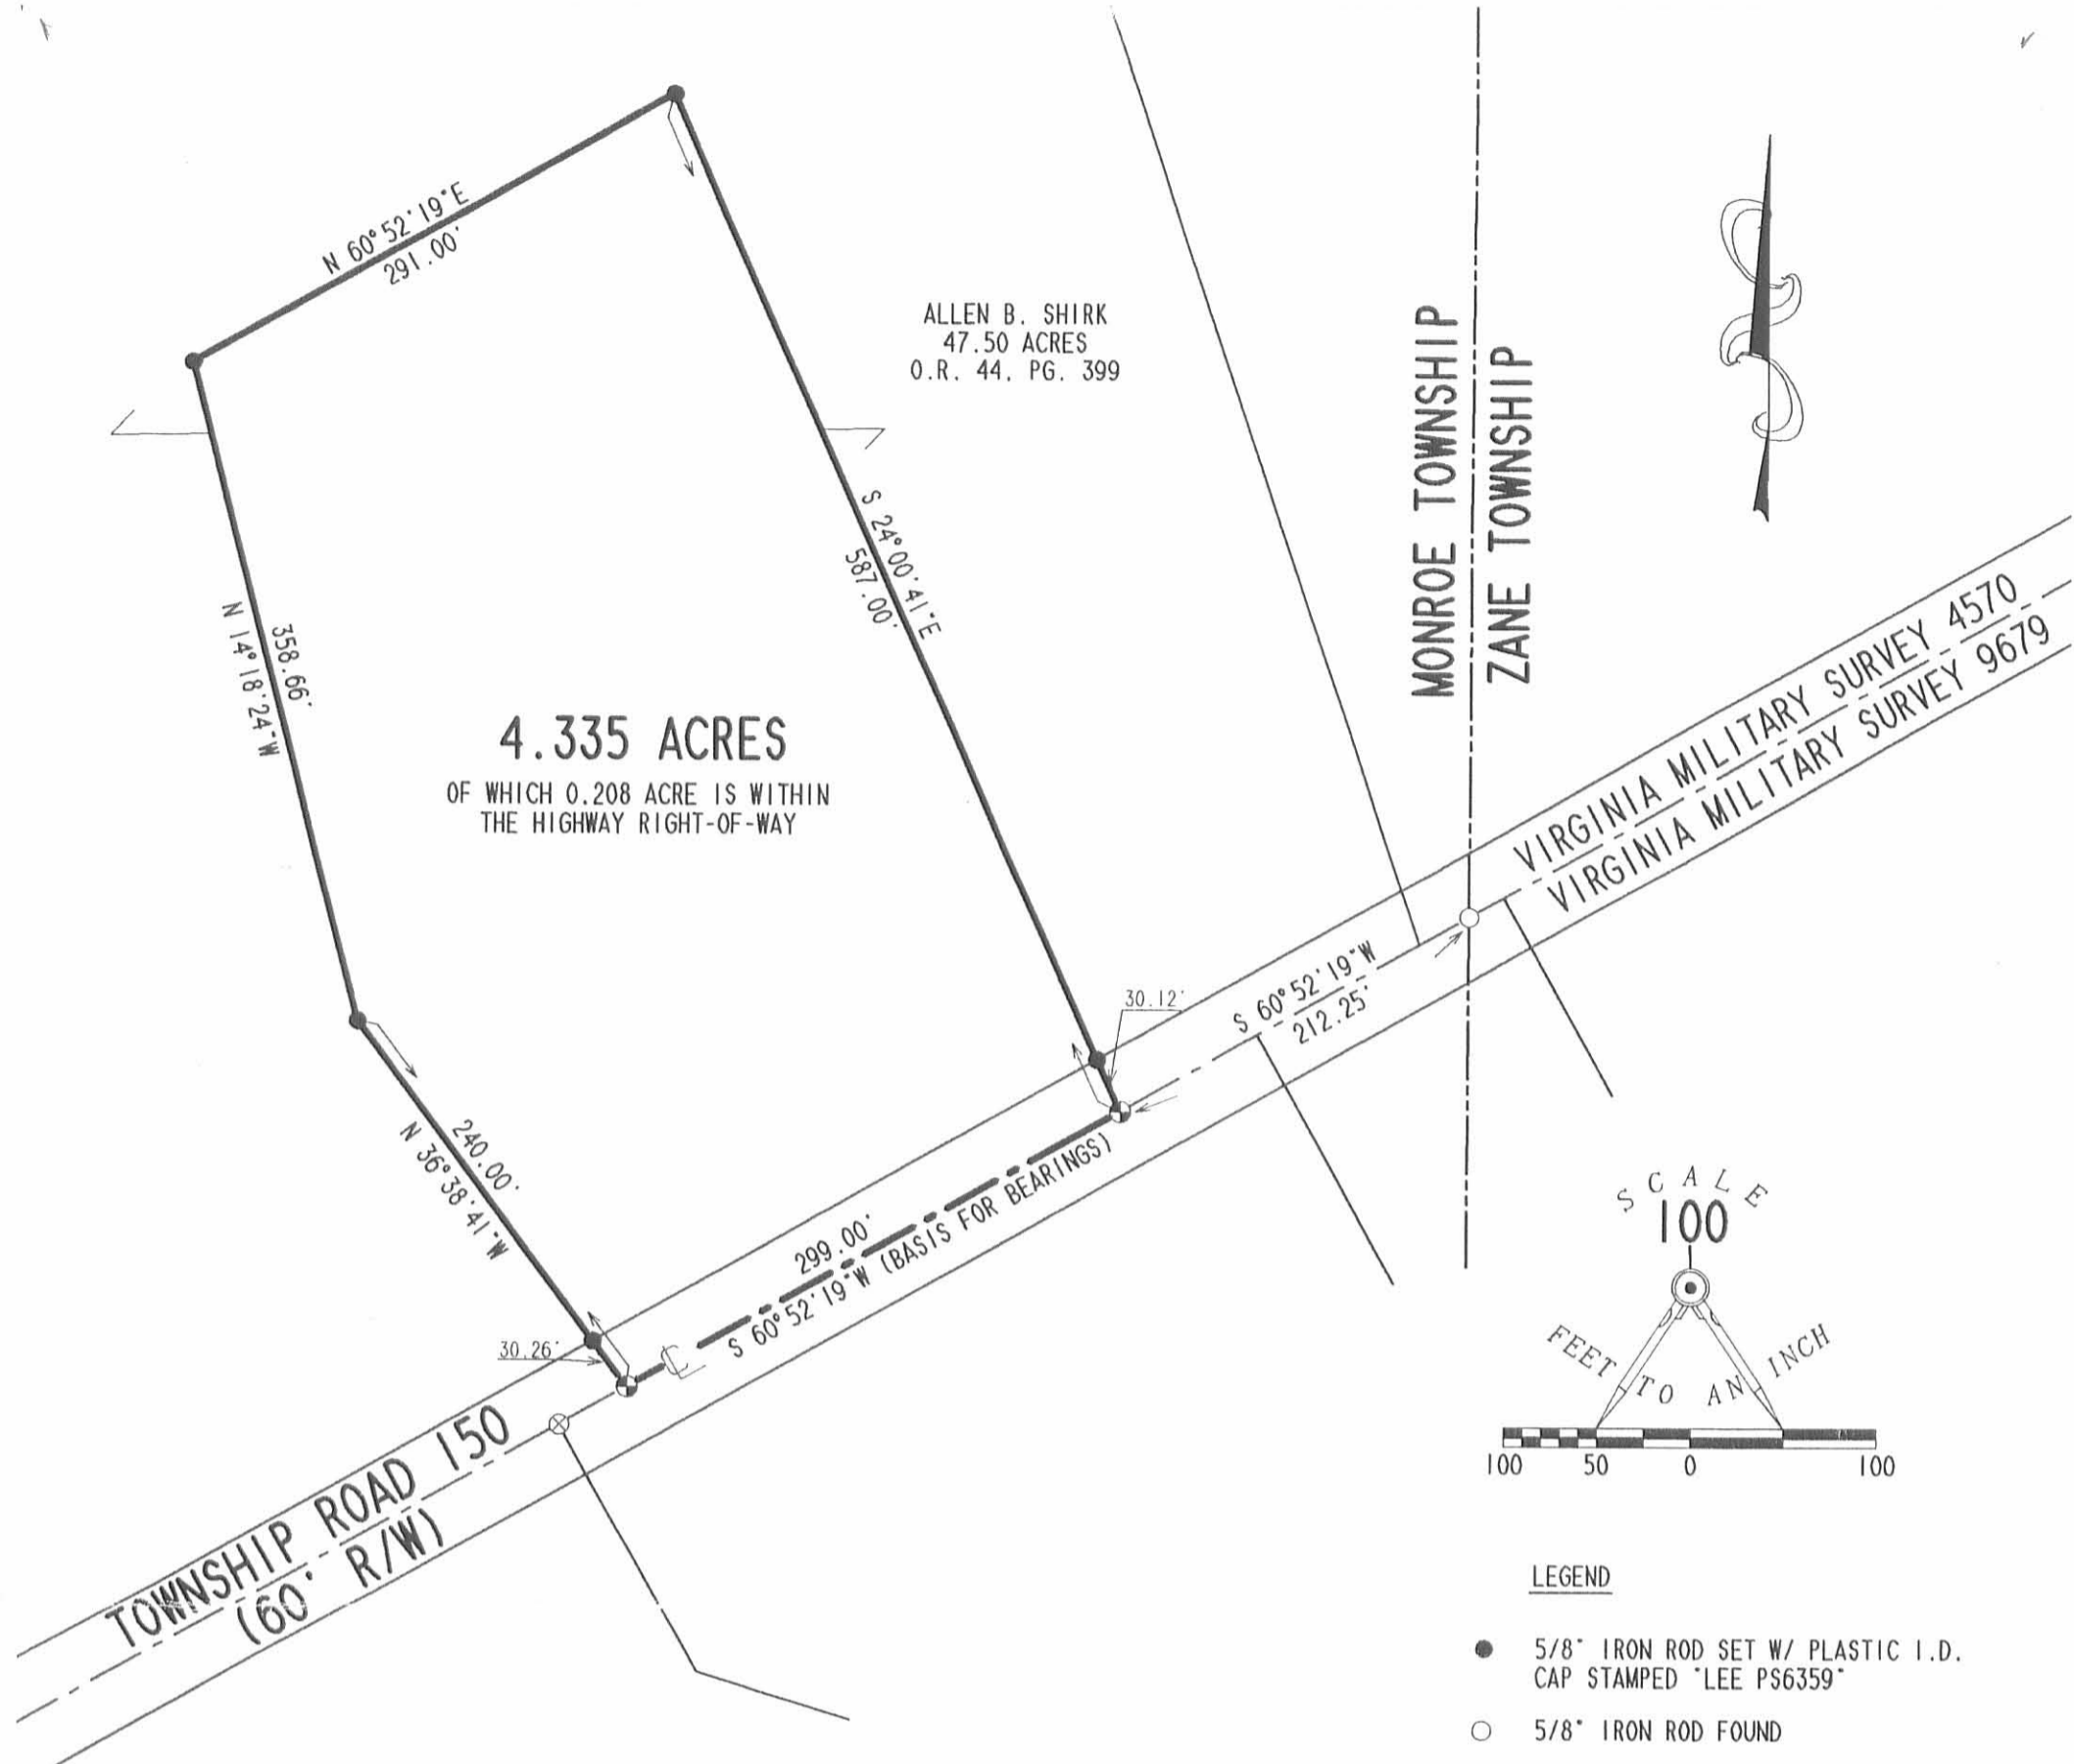 N 60°52'19"E
291.00'
ALLEN B. SHIRK
47.50 ACRES
O.R. 44, PG. 399
MONROE TOWNSHIP
ZANE TOWNSHIP
S 24°00'41"E
587.00'
358.66'
N 14°18'24"W
4.335 ACRES
OF WHICH 0.208 ACRE IS WITHIN
THE HIGHWAY RIGHT-OF-WAY
VIRGINIA MILITARY SURVEY 4570
VIRGINIA MILITARY SURVEY 9679
S 60°52'19"W
212.25'
30.12'
240.00'
N 36°38'41"W
299.00'
S 60°52'19"W (BASIS FOR BEARINGS)
30.26'
TOWNSHIP ROAD 150
(60' R/W)
SCALE
100
FEET TO AN INCH
100 50 0 100
LEGEND
5/8" IRON ROD SET W/ PLASTIC I.D.
CAP STAMPED "LEE PS6359"
5/8" IRON ROD FOUND